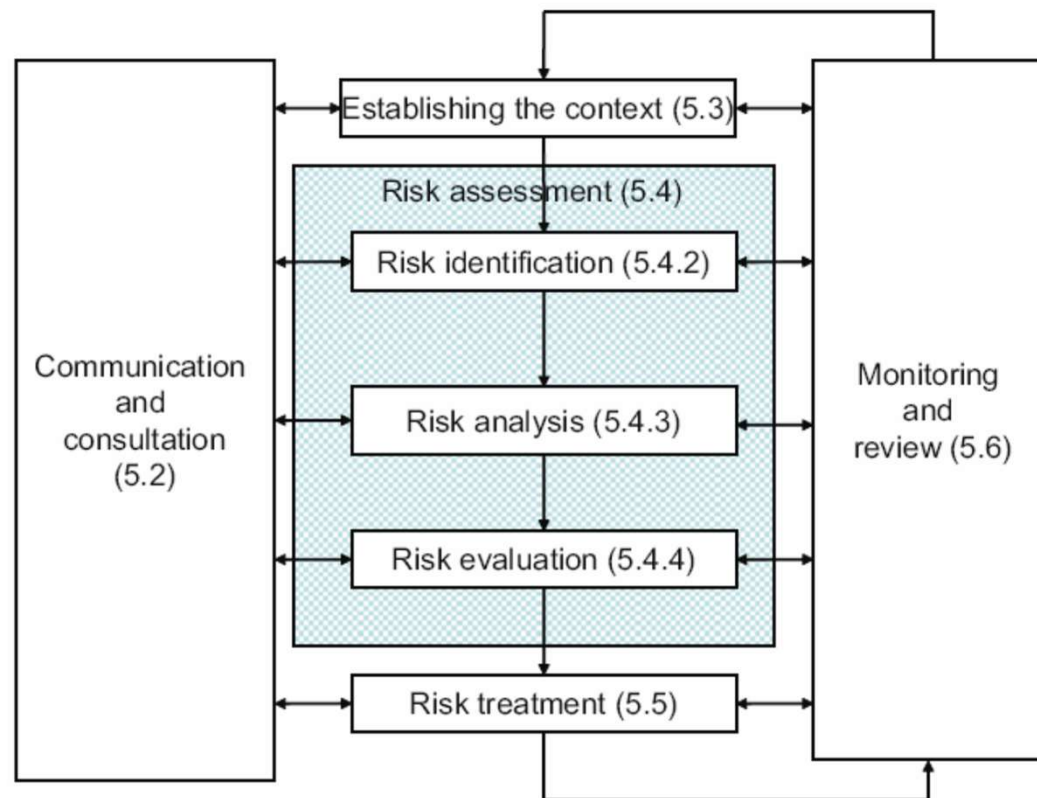 Establishing the context (5.3)
Risk assessment (5.4)
Risk identification (5.4.2)
Communication
and
consultation
(5.2)
Risk analysis (5.4.3)
Monitoring
and
review (5.6)
Risk evaluation (5.4.4)
Risk treatment (5.5)